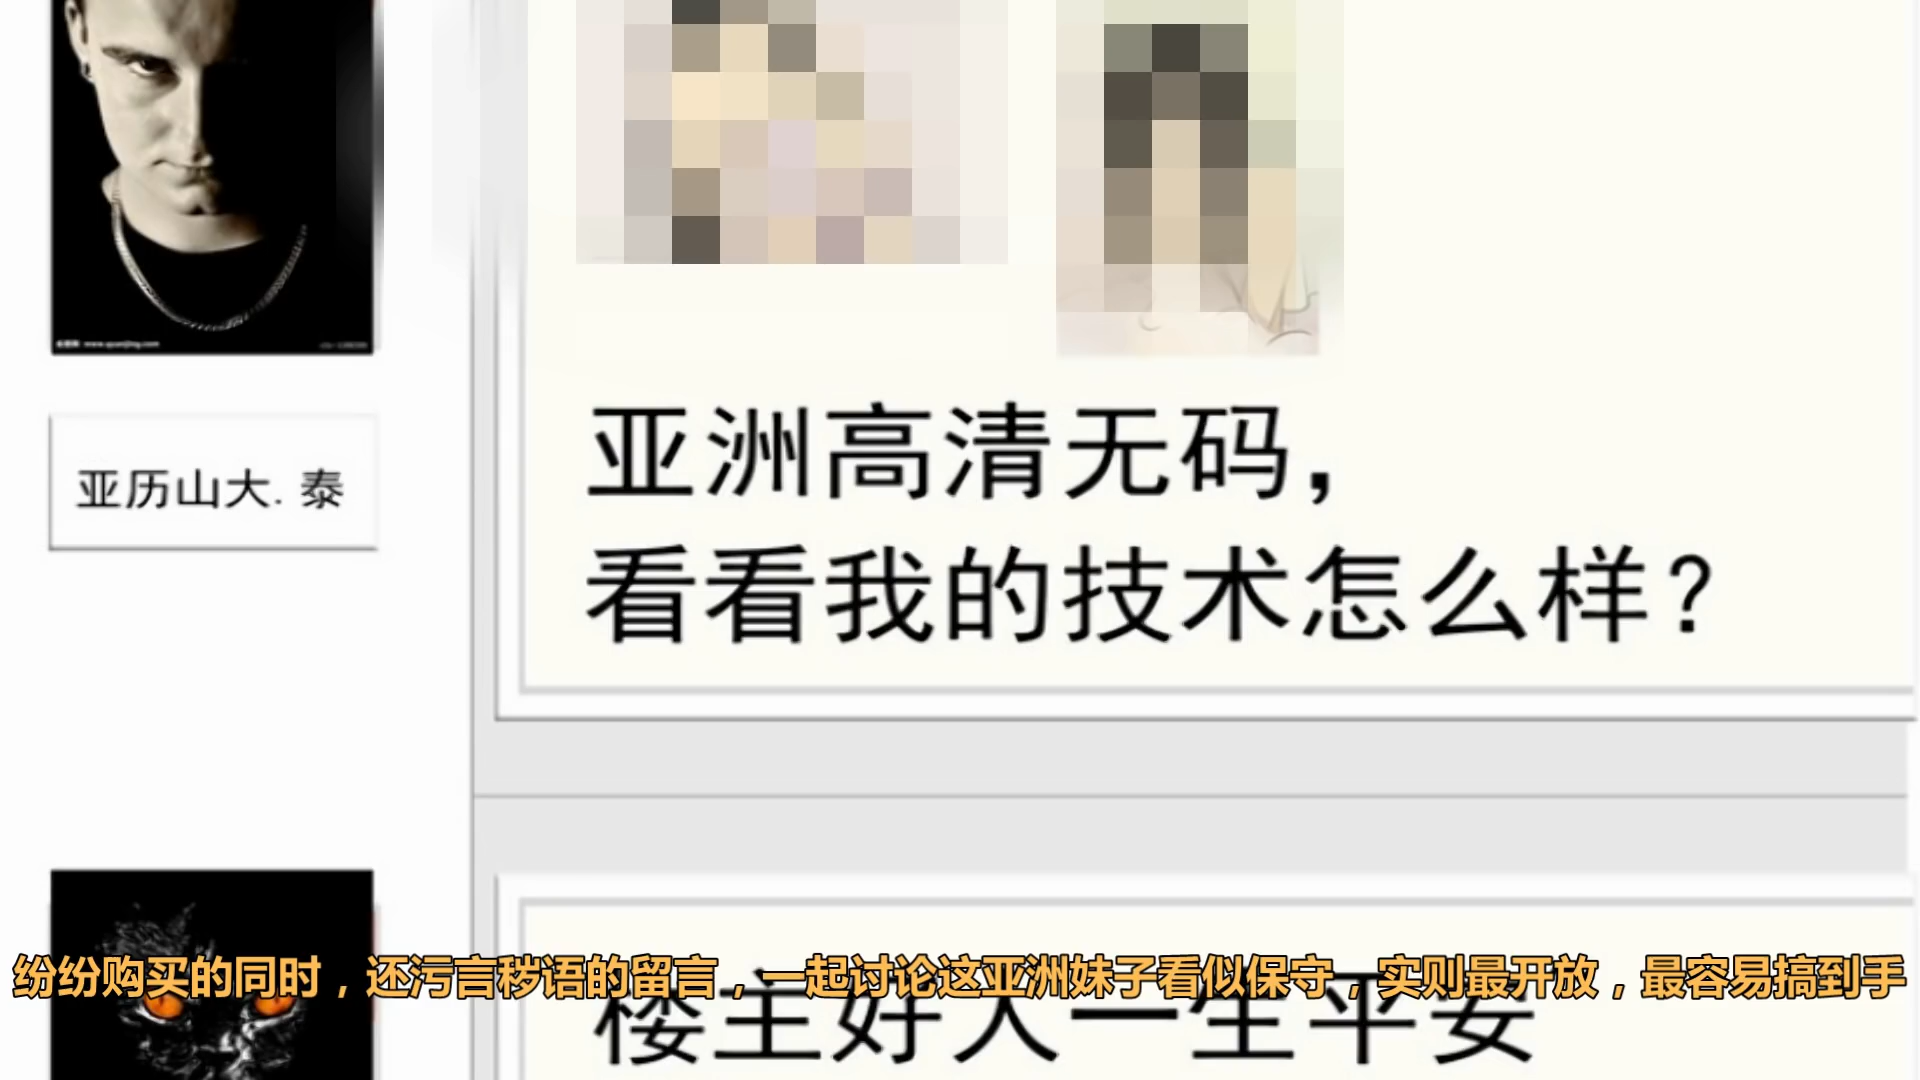 亚洲高清无码，
看看我的技术怎么样？
亚历山大. 泰
纷纷购买的同时，还污言秽语的留言，一起讨论这亚洲妹子看似保守，实则最开放，最容易搞到手
楼主好人一生平安